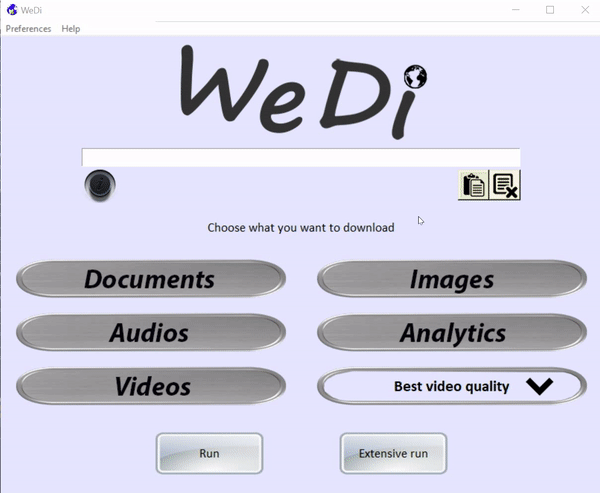 WeDi
Preferences Help
WeDi
Choose what you want to download
Documents Images
Audios Analytics
Videos Best video quality
Run Extensive run